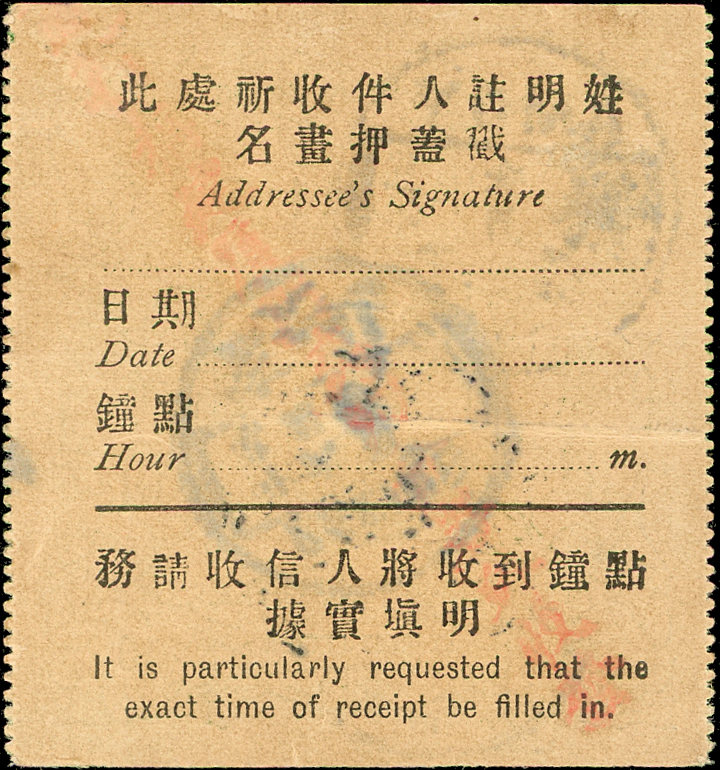 此處祈收件人註明姓
名畫押蓋戳
Addressee's Signature
日期
Date
鐘點
Hour m.
務請收信人將收到鐘點
據實填明
It is particularly requested that the
exact time of receipt be filled in.